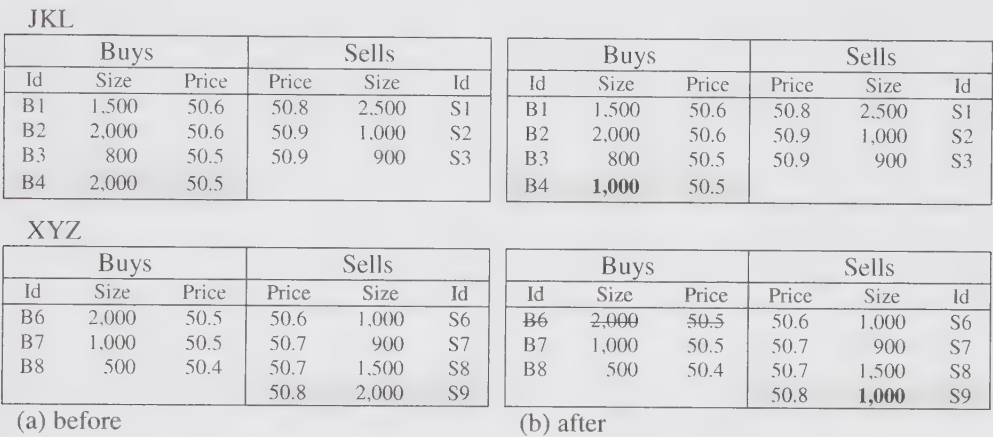 JKL
Buys Sells Buys Sells
Id Size Price Price Size Id Id Size Price Price Size Id
B1 1,500 50.6 50.8 2,500 S1 B1 1,500 50.6 50.8 2,500 S1
B2 2,000 50.6 50.9 1,000 S2 B2 2,000 50.6 50.9 1,000 S2
B3 800 50.5 50.9 900 S3 B3 800 50.5 50.9 900 S3
B4 2,000 50.5 B4 1,000 50.5
XYZ
Buys Sells Buys Sells
Id Size Price Price Size Id Id Size Price Price Size Id
B6 2,000 50.5 50.6 1,000 S6 B6 2,000 50.5 50.6 1,000 S6
B7 1,000 50.5 50.7 900 S7 B7 1,000 50.5 50.7 900 S7
B8 500 50.4 50.7 1,500 S8 B8 500 50.4 50.7 1,500 S8
50.8 2,000 S9 50.8 1,000 S9
(a) before (b) after